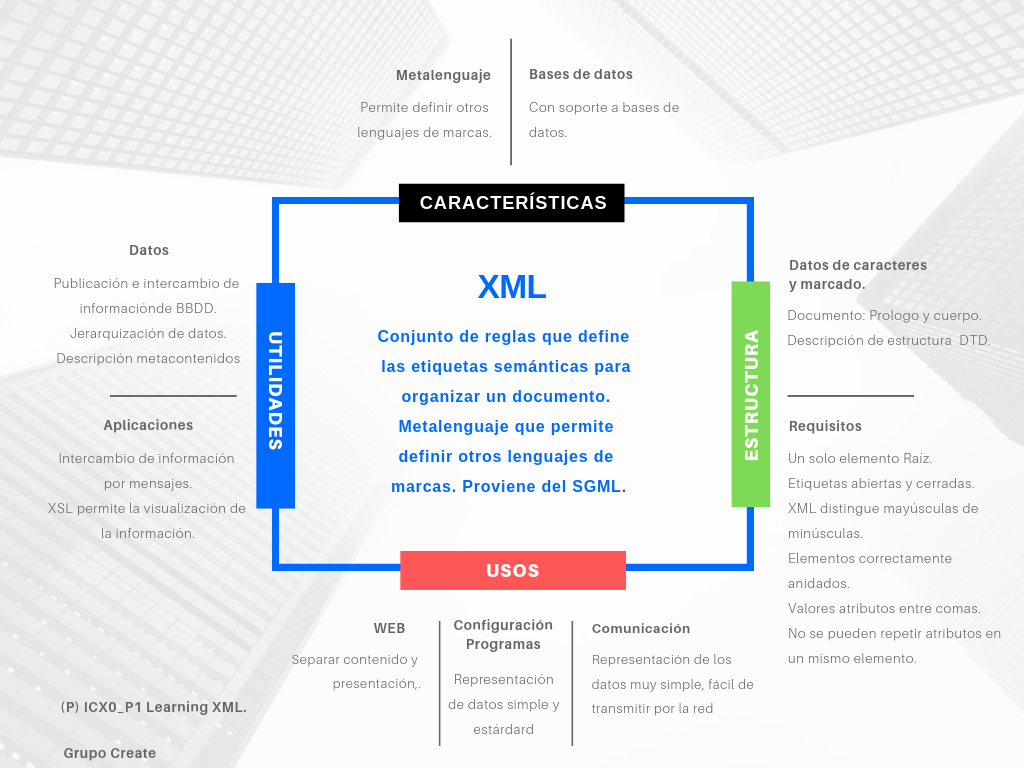 Metalenguaje
Permite definir otros
lenguajes de marcas.
Bases de datos
Con soporte a bases de
datos.
CARACTERÍSTICAS
Datos
Publicación e intercambio de
informaciónde BBDD.
Jerarquización de datos.
Descripción metacontenidos
Aplicaciones
Intercambio de información
por mensajes.
XSL permite la visualización de
la información.
UTILIDADES
XML
Conjunto de reglas que define
las etiquetas semánticas para
organizar un documento.
Metalenguaje que permite
definir otros lenguajes de
marcas. Proviene del SGML.
ESTRUCTURA
Datos de caracteres
y marcado.
Documento: Prologo y cuerpo.
Descripción de estructura  DTD.
Requisitos
Un solo elemento Raíz.
Etiquetas abiertas y cerradas.
XML distingue mayúsculas de
minúsculas.
Elementos correctamente
anidados.
Valores atributos entre comas.
No se pueden repetir atributos en
un mismo elemento.
USOS
WEB
Separar contenido y
presentación,.
Configuración
Programas
Representación
de datos simple y
estárdard
Comunicación
Representación de los
datos muy simple, fácil de
transmitir por la red
(P) ICX0_P1 Learning XML.
Grupo Create